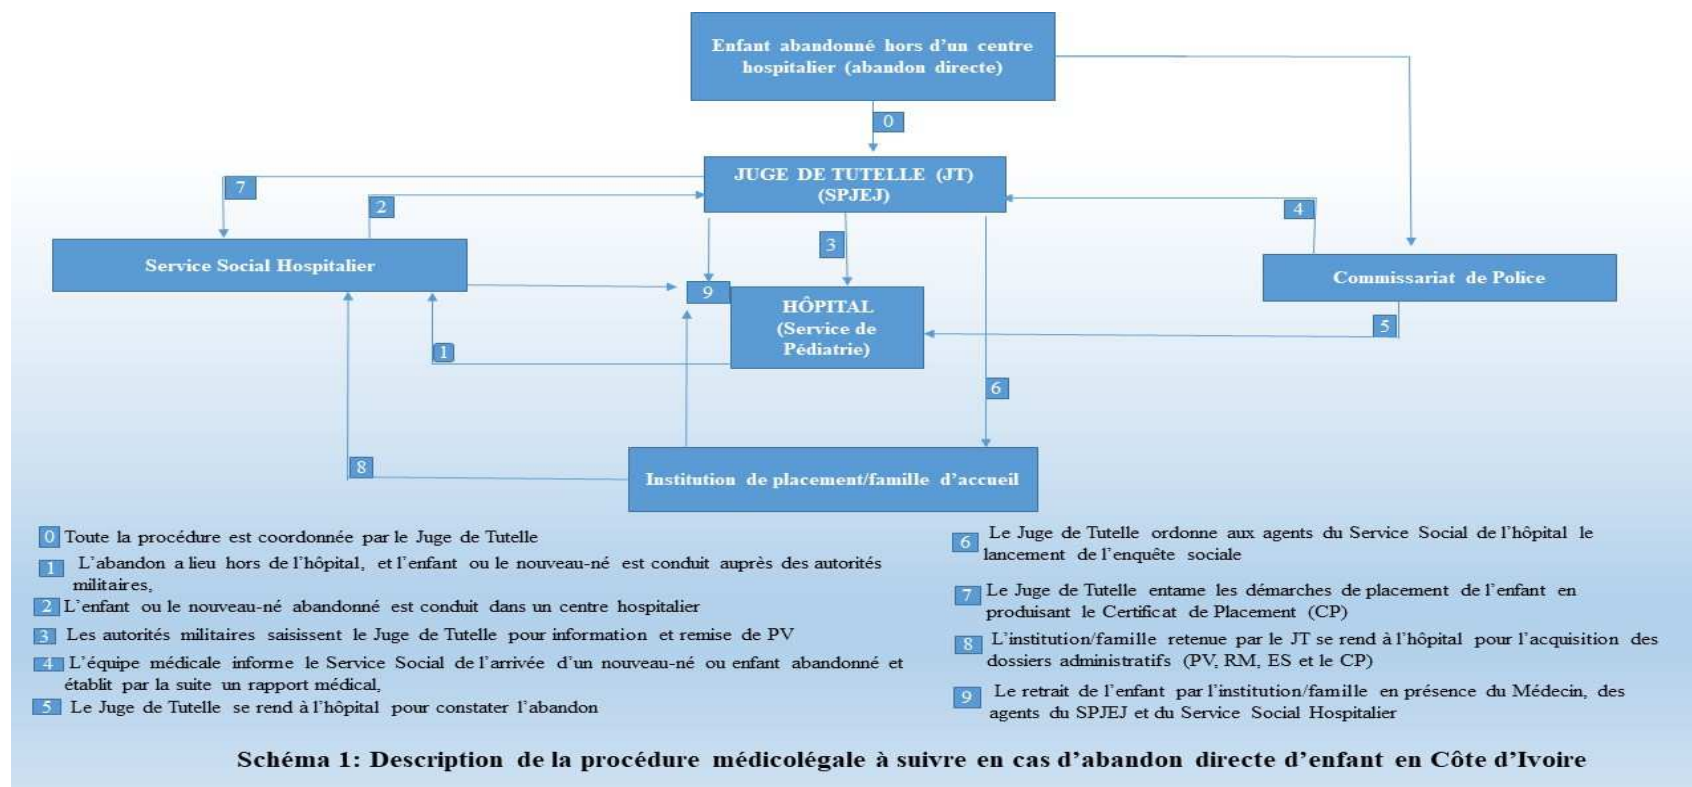 Enfant abandonné hors d'un centre
hospitalier (abandon directe)
0
JUGE DE TUTELLE (JT)
(SPJEJ)
7
2
4
3
Service Social Hospitalier
Commissariat de Police
9
HÔPITAL
(Service de
Pédiatrie)
5
1
6
8
Institution de placement/famille d'accueil
0 Toute la procédure est coordonnée par le Juge de Tutelle
1 L'abandon a lieu hors de l'hôpital, et l'enfant ou le nouveau-né est conduit auprès des autorités
militaires,
2 L'enfant ou le nouveau-né abandonné est conduit dans un centre hospitalier
3 Les autorités militaires saisissent le Juge de Tutelle pour information et remise de PV
4 L'équipe médicale informe le Service Social de l'arrivée d'un nouveau-né ou enfant abandonné et
établit par la suite un rapport médical,
5 Le Juge de Tutelle se rend à l'hôpital pour constater l'abandon
6 Le Juge de Tutelle ordonne aux agents du Service Social de l'hôpital le
lancement de l'enquête sociale
7 Le Juge de Tutelle entame les démarches de placement de l'enfant en
produisant le Certificat de Placement (CP)
8 L'institution/famille retenue par le JT se rend à l'hôpital pour l'acquisition des
dossiers administratifs (PV, RM, ES et le CP)
9 Le retrait de l'enfant par l'institution/famille en présence du Médecin, des
agents du SPJEJ et du Service Social Hospitalier
Schéma 1: Description de la procédure médicolégale à suivre en cas d'abandon directe d'enfant en Côte d'Ivoire